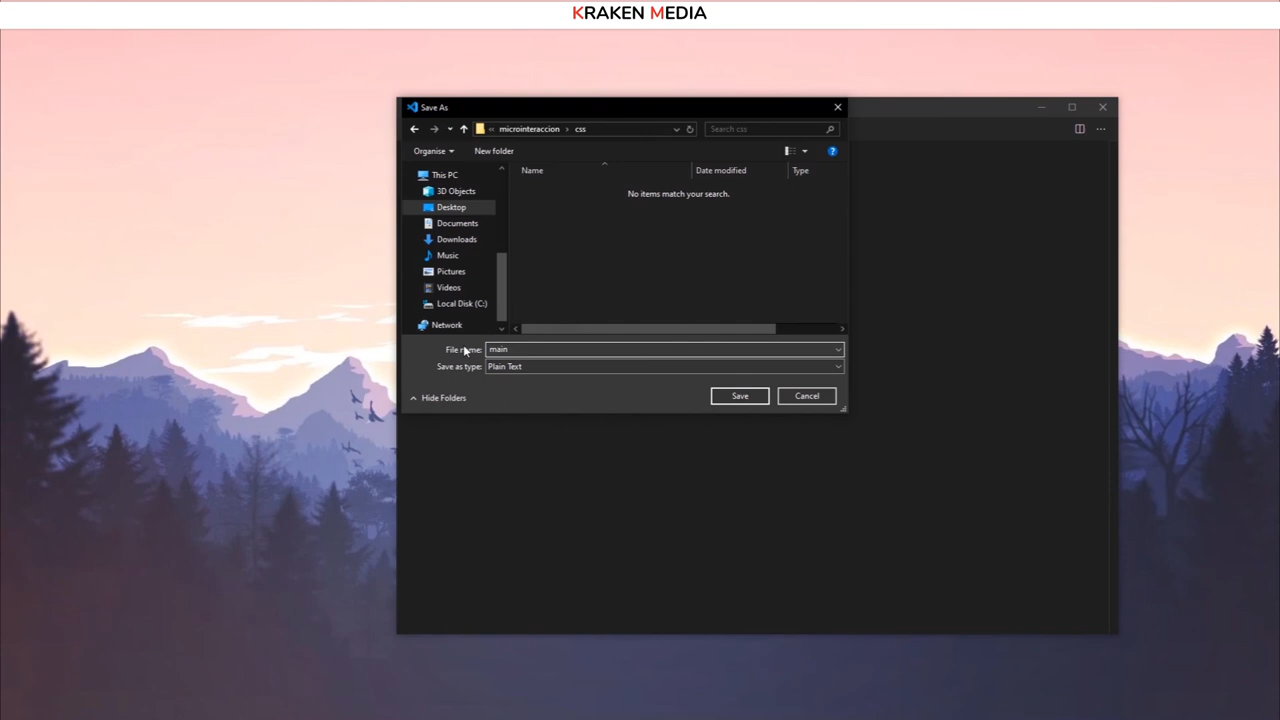 KRAKEN MEDIA
Save As
« microinteraccion › css
Search css
Organise
New folder
?
Name
Date modified
Type
This PC
No items match your search.
3D Objects
Desktop
Documents
Downloads
Music
Pictures
Videos
Local Disk (C:)
Network
File name: main
Save as type: Plain Text
Hide Folders
Save
Cancel